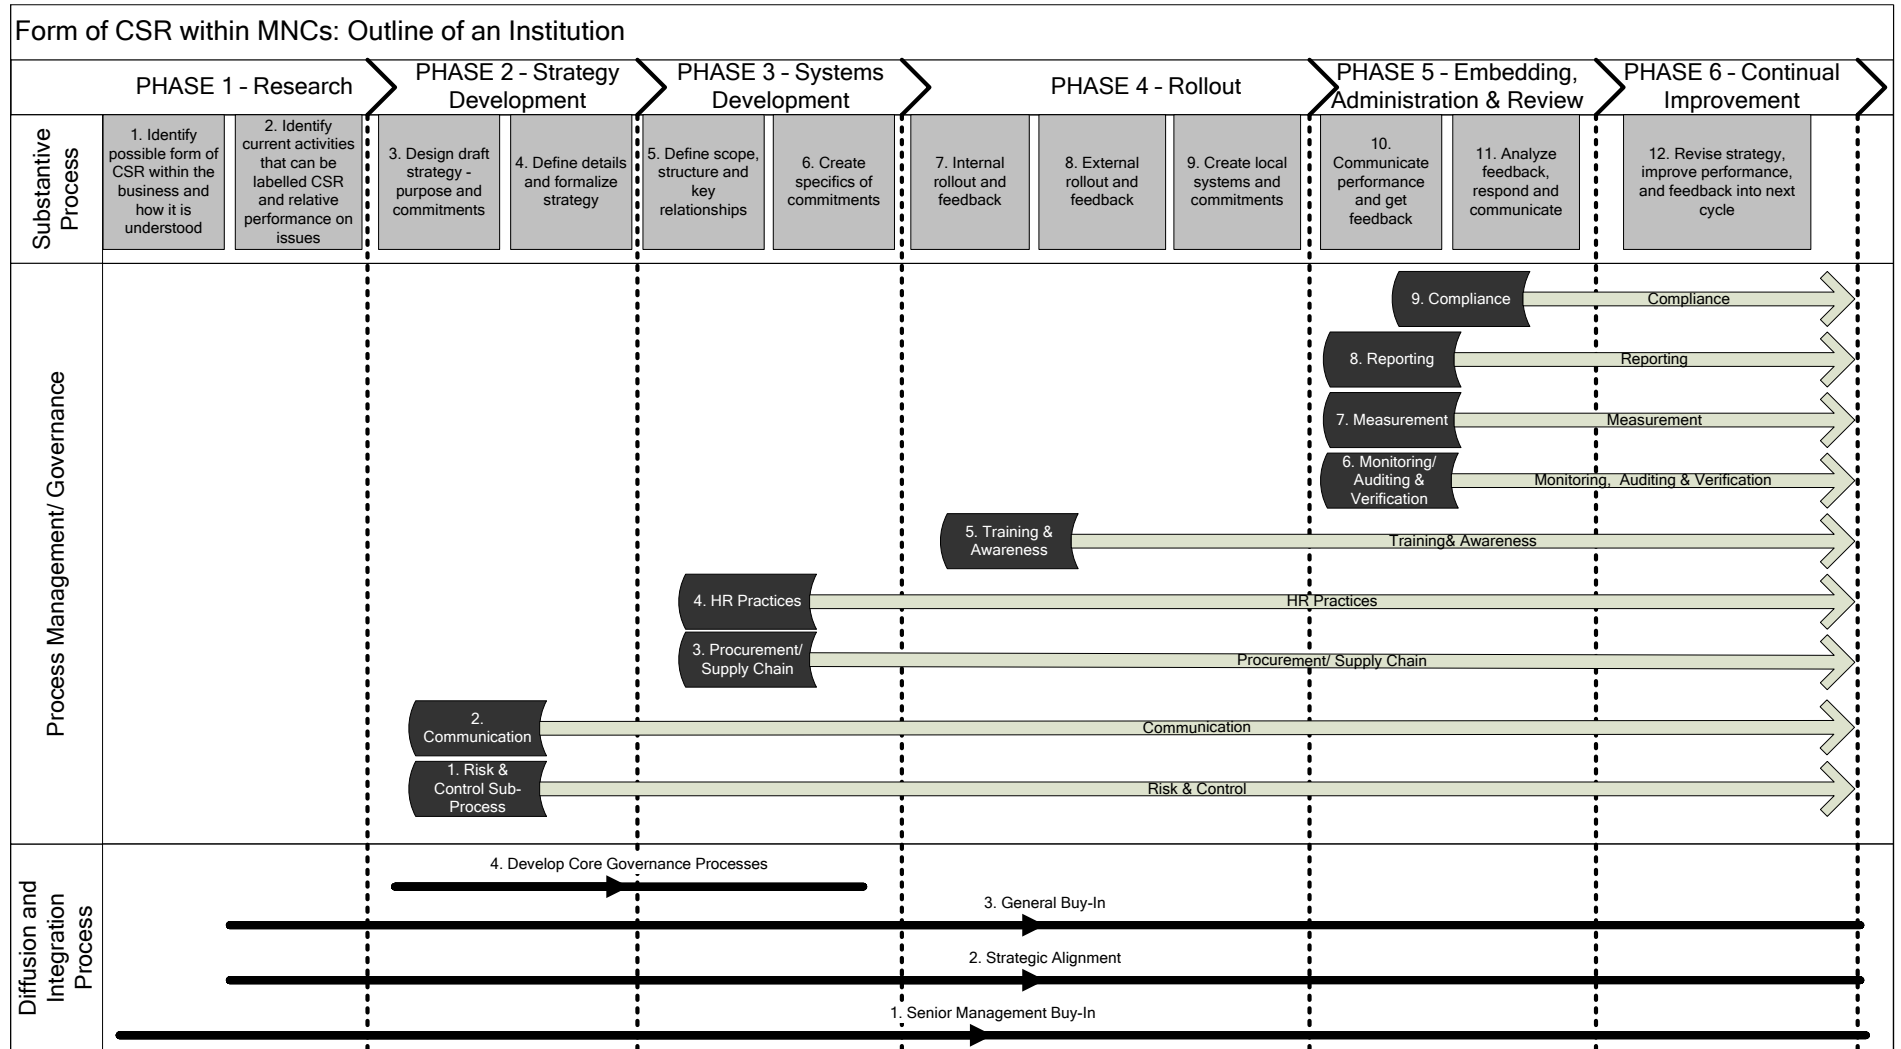 Form of CSR within MNCs: Outline of an Institution
PHASE 1 - Research
PHASE 2 - Strategy
Development
PHASE 3 - Systems
Development
PHASE 4 - Rollout
PHASE 5 - Embedding,
Administration & Review
PHASE 6 - Continual
Improvement
Substantive
Process
1. Identify
possible form of
CSR within the
business and
how it is
understood
2. Identify
current activities
that can be
labelled CSR
and relative
performance on
issues
3. Design draft
strategy -
purpose and
commitments
4. Define details
and formalize
strategy
5. Define scope,
structure and
key
relationships
6. Create
specifics of
commitments
7. Internal
rollout and
feedback
8. External
rollout and
feedback
9. Create local
systems and
commitments
10.
Communicate
performance
and get
feedback
11. Analyze
feedback,
respond and
communicate
12. Revise strategy,
improve performance,
and feedback into next
cycle
Process Management/ Governance
9. Compliance
Compliance
8. Reporting
Reporting
7. Measurement
Measurement
6. Monitoring/
Auditing &
Verification
Monitoring, Auditing & Verification
5. Training &
Awareness
Training& Awareness
4. HR Practices
HR Practices
3. Procurement/
Supply Chain
Procurement/ Supply Chain
2.
Communication
Communication
1. Risk &
Control Sub-
Process
Risk & Control
Diffusion and
Integration
Process
4. Develop Core Governance Processes
3. General Buy-In
2. Strategic Alignment
1. Senior Management Buy-In